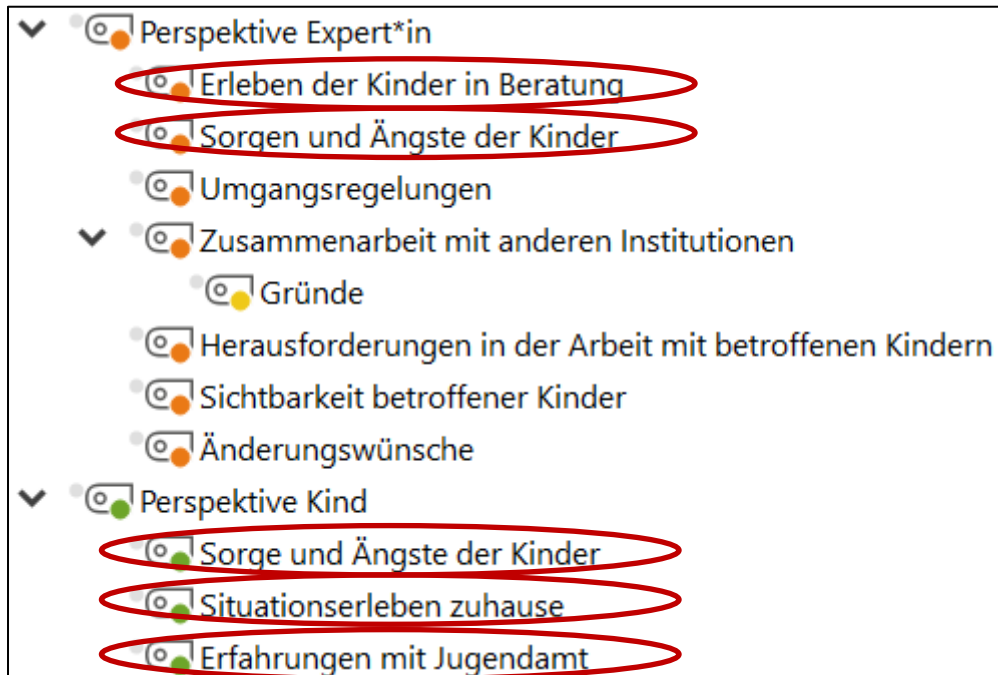 Perspektive Expert*in
Erleben der Kinder in Beratung
Sorgen und Ängste der Kinder
Umgangsregelungen
Zusammenarbeit mit anderen Institutionen
Gründe
Herausforderungen in der Arbeit mit betroffenen Kindern
Sichtbarkeit betroffener Kinder
Änderungswünsche
Perspektive Kind
Sorge und Ängste der Kinder
Situationserleben zuhause
Erfahrungen mit Jugendamt